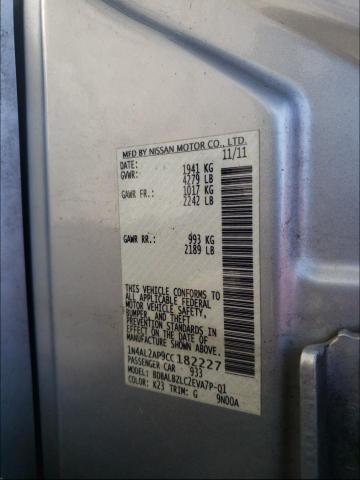 MFD BY NISSAN MOTOR CO., LTD.
DATE: 11/11
GVWR: 1941 KG
4279 LB
GAWR FR.: 1017 KG
2242 LB
GAWR RR.: 993 KG
2189 LB
THIS VEHICLE CONFORMS TO ALL
APPLICABLE FEDERAL
MOTOR VEHICLE SAFETY,
BUMPER, AND THEFT
PREVENTION STANDARDS
IN EFFECT ON THE DATE OF
MANUFACTURE SHOWN ABOVE.
1N4AL2AP9CC182227
PASSENGER CAR 933
MODEL: BDBALBZLC2EVA7P-01
COLOR: K23 TRIM: G 9N00A